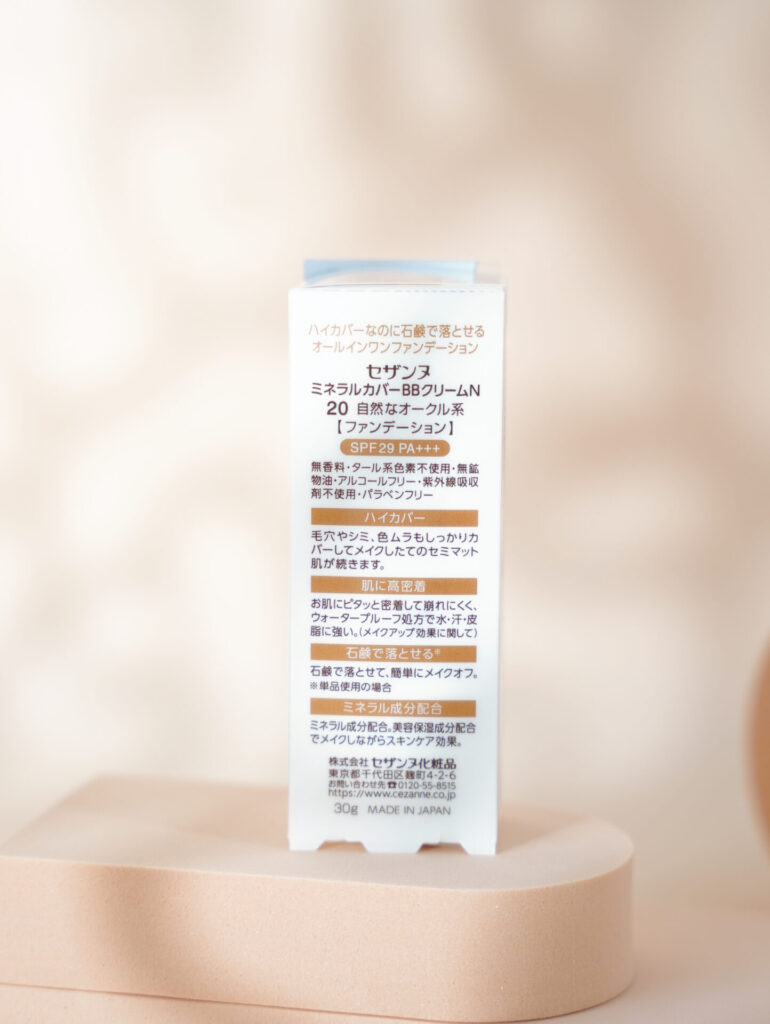 ハイカバーなのに石鹸で落とせる
オールインワンファンデーション
セザンヌ
ミネラルカバーBBクリームN
20 自然なオークル系
【ファンデーション】
SPF29 PA+++
無香料・タール系色素不使用・無鉱
物油・アルコールフリー・紫外線吸収
剤不使用・パラベンフリー
ハイカバー
毛穴やシミ、色ムラもしっかりカ
バーしてメイクしたてのセミマット
肌が続きます。
肌に高密着
お肌にピタッと密着して崩れにくく、
ウォータープルーフ処方で水・汗・皮
脂に強い。(メイクアップ効果に関して)
石鹸で落とせる※
石鹸で落とせて、簡単にメイクオフ。
※単品使用の場合
ミネラル成分配合
ミネラル成分配合。美容保湿成分配合
でメイクしながらスキンケア効果。
株式会社 セザンヌ化粧品
東京都千代田区麹町4-2-6
お問い合わせ先☎0120-55-8515
https://www.cezanne.co.jp
30g MADE IN JAPAN